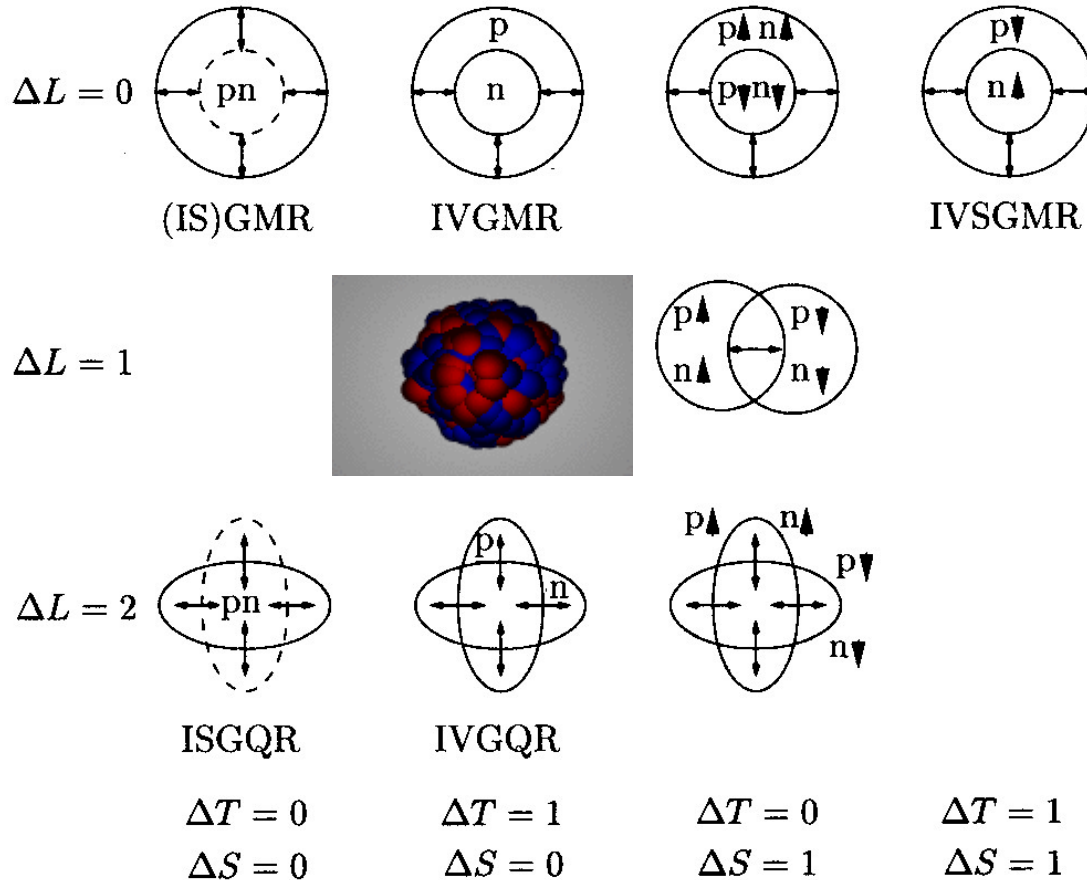 ΔL = 0
pn
p
n
p▲ n▲
p▼ n▼
p▼
n▲
(IS)GMR IVGMR IVSGMR
ΔL = 1
p▲ p▼
n▲ n▼
ΔL = 2
pn
p
n
p▲ n▲
p▼
n▼
ISGQR IVGQR
ΔT = 0 ΔT = 1 ΔT = 0 ΔT = 1
ΔS = 0 ΔS = 0 ΔS = 1 ΔS = 1